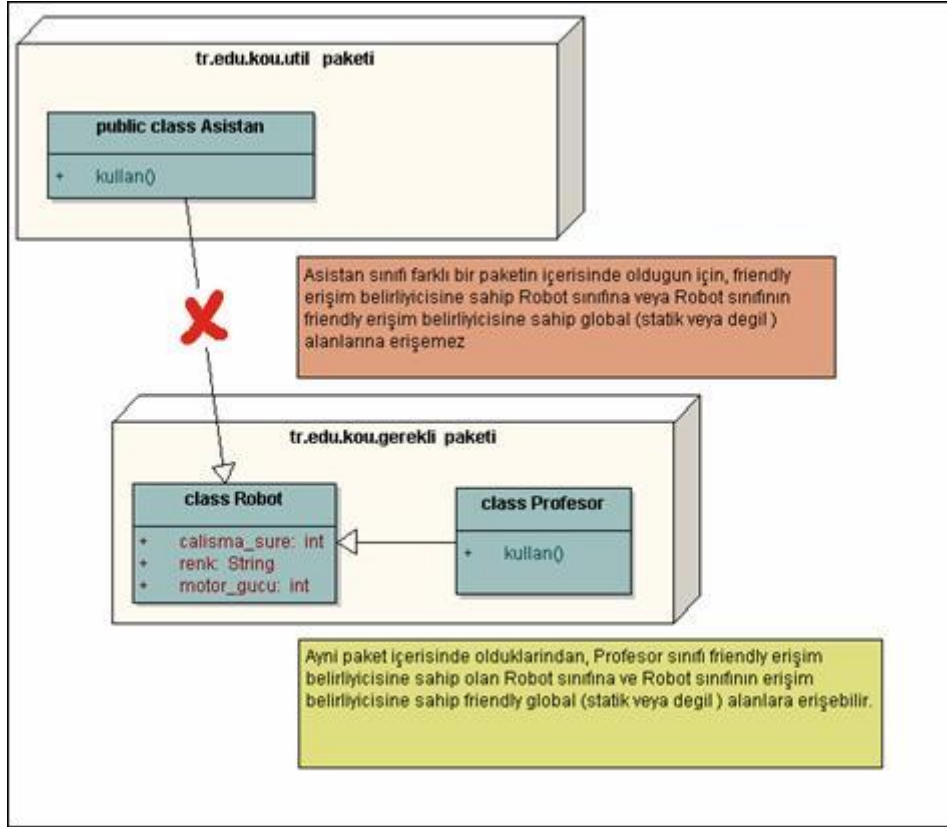 tr.edu.kou.util paketi
public class Asistan
+ kullan()
Asistan sınıfı farklı bir paketin içerisinde oldugun için, friendly
erişim belirliyicisine sahip Robot sınıfına veya Robot sınıfının
friendly erişim belirliyicisine sahip global (statik veya degil )
alanlarına erişemez
tr.edu.kou.gerekli paketi
class Robot
+ calisma_sure: int
+ renk: String
+ motor_gucu: int
class Profesor
+ kullan()
Ayni paket içerisinde olduklarindan, Profesor sınıfı friendly erişim
belirliyicisine sahip olan Robot sınıfına ve Robot sınıfının erişim
belirliyicisine sahip friendly global (statik veya degil ) alanlara erişebilir.